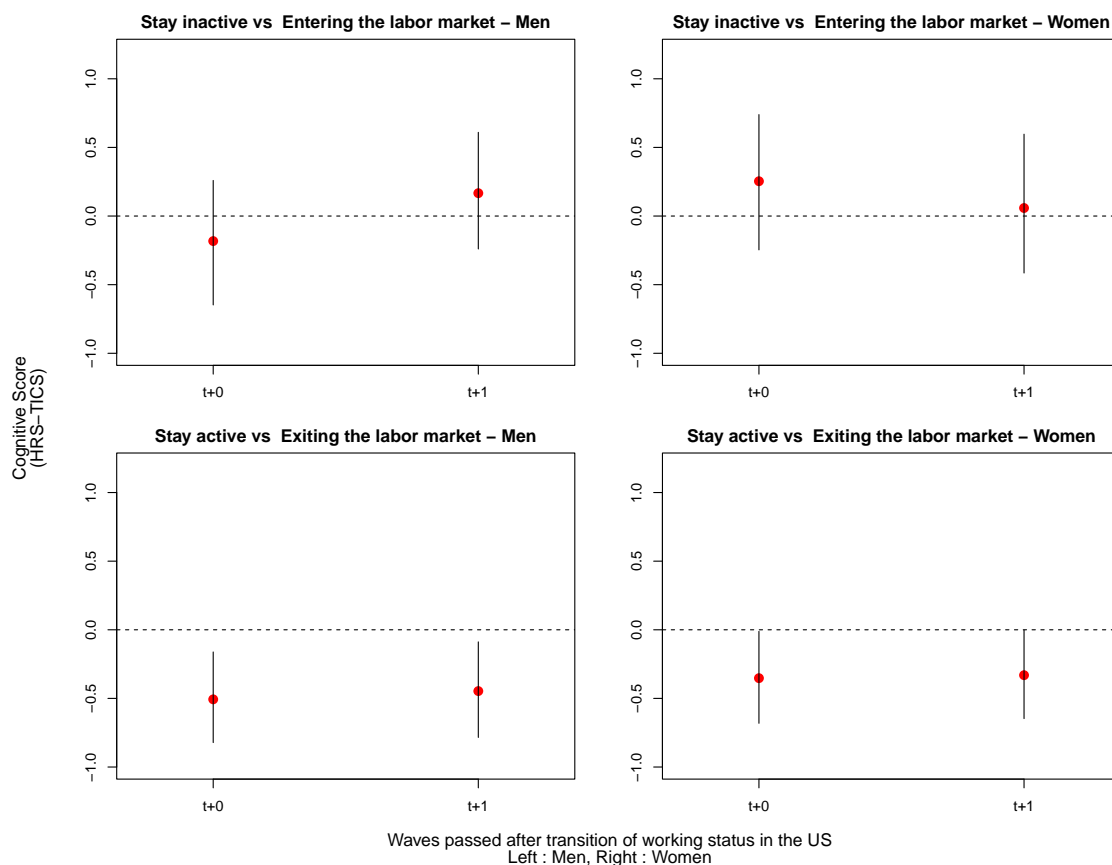 Stay inactive vs  Entering the labor market – Men
Stay inactive vs  Entering the labor market – Women
1.0
0.5
0.0
−0.5
−1.0
t+0
t+1
1.0
0.5
0.0
−0.5
−1.0
t+0
t+1
Cognitive Score
(HRS−TICS)
Stay active vs  Exiting the labor market – Men
Stay active vs  Exiting the labor market – Women
1.0
0.5
0.0
−0.5
−1.0
t+0
t+1
1.0
0.5
0.0
−0.5
−1.0
t+0
t+1
Waves passed after transition of working status in the US
Left : Men, Right : Women